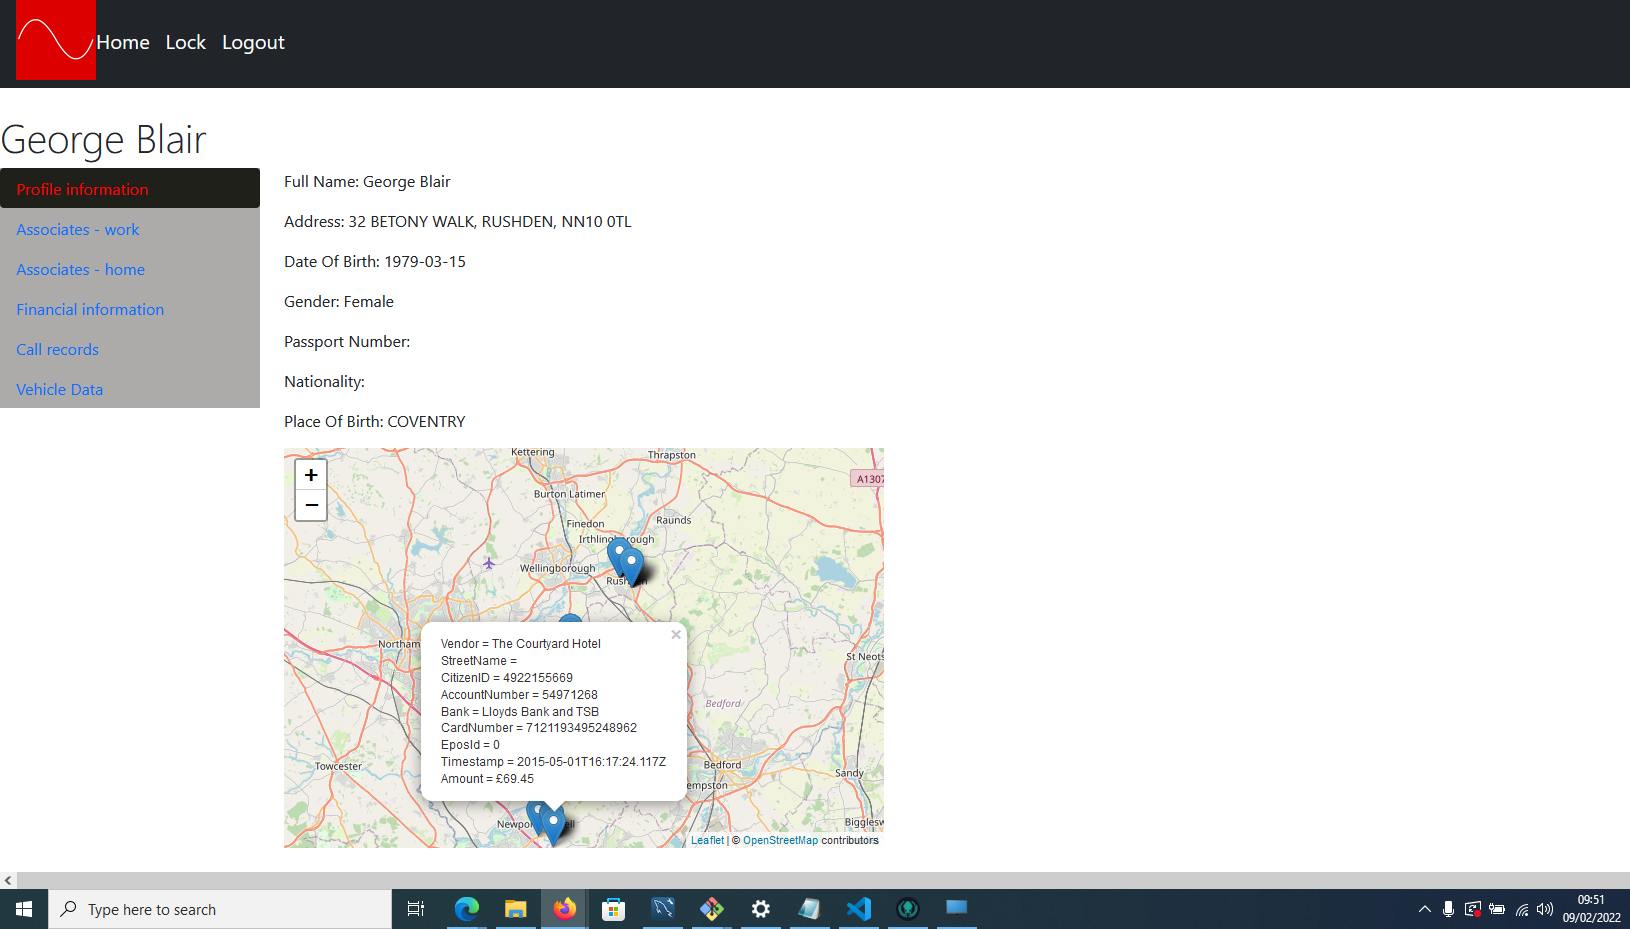 Home Lock Logout
George Blair
Profile information
Associates - work
Associates - home
Financial information
Call records
Vehicle Data
Full Name: George Blair
Address: 32 BETONY WALK, RUSHDEN, NN10 0TL
Date Of Birth: 1979-03-15
Gender: Female
Passport Number:
Nationality:
Place Of Birth: COVENTRY
+
−
Kettering
Thrapston
A1307
Burton Latimer
Finedon
Raunds
Irthlingborough
Wellingborough
Northam
St Neots
Bedford
Bedford
Towcester
empston
Sandy
Bigglesw
×
Vendor = The Courtyard Hotel
StreetName =
CitizenID = 4922155669
AccountNumber = 54971268
Bank = Lloyds Bank and TSB
CardNumber = 7121193495248962
EposId = 0
Timestamp = 2015-05-01T16:17:24.117Z
Amount = £69.45
Leaflet | © OpenStreetMap contributors
Type here to search
09:51
09/02/2022